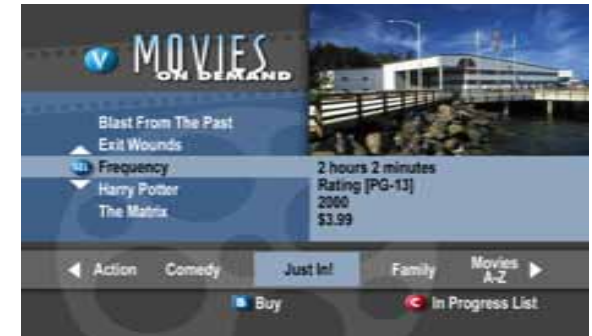 V MOVIES
ON DEMAND
Blast From The Past
Exit Wounds
SEL Frequency
Harry Potter
The Matrix
2 hours 2 minutes
Rating [PG-13]
2000
$3.99
Action Comedy Just In! Family Movies A-Z
B Buy
C In Progress List